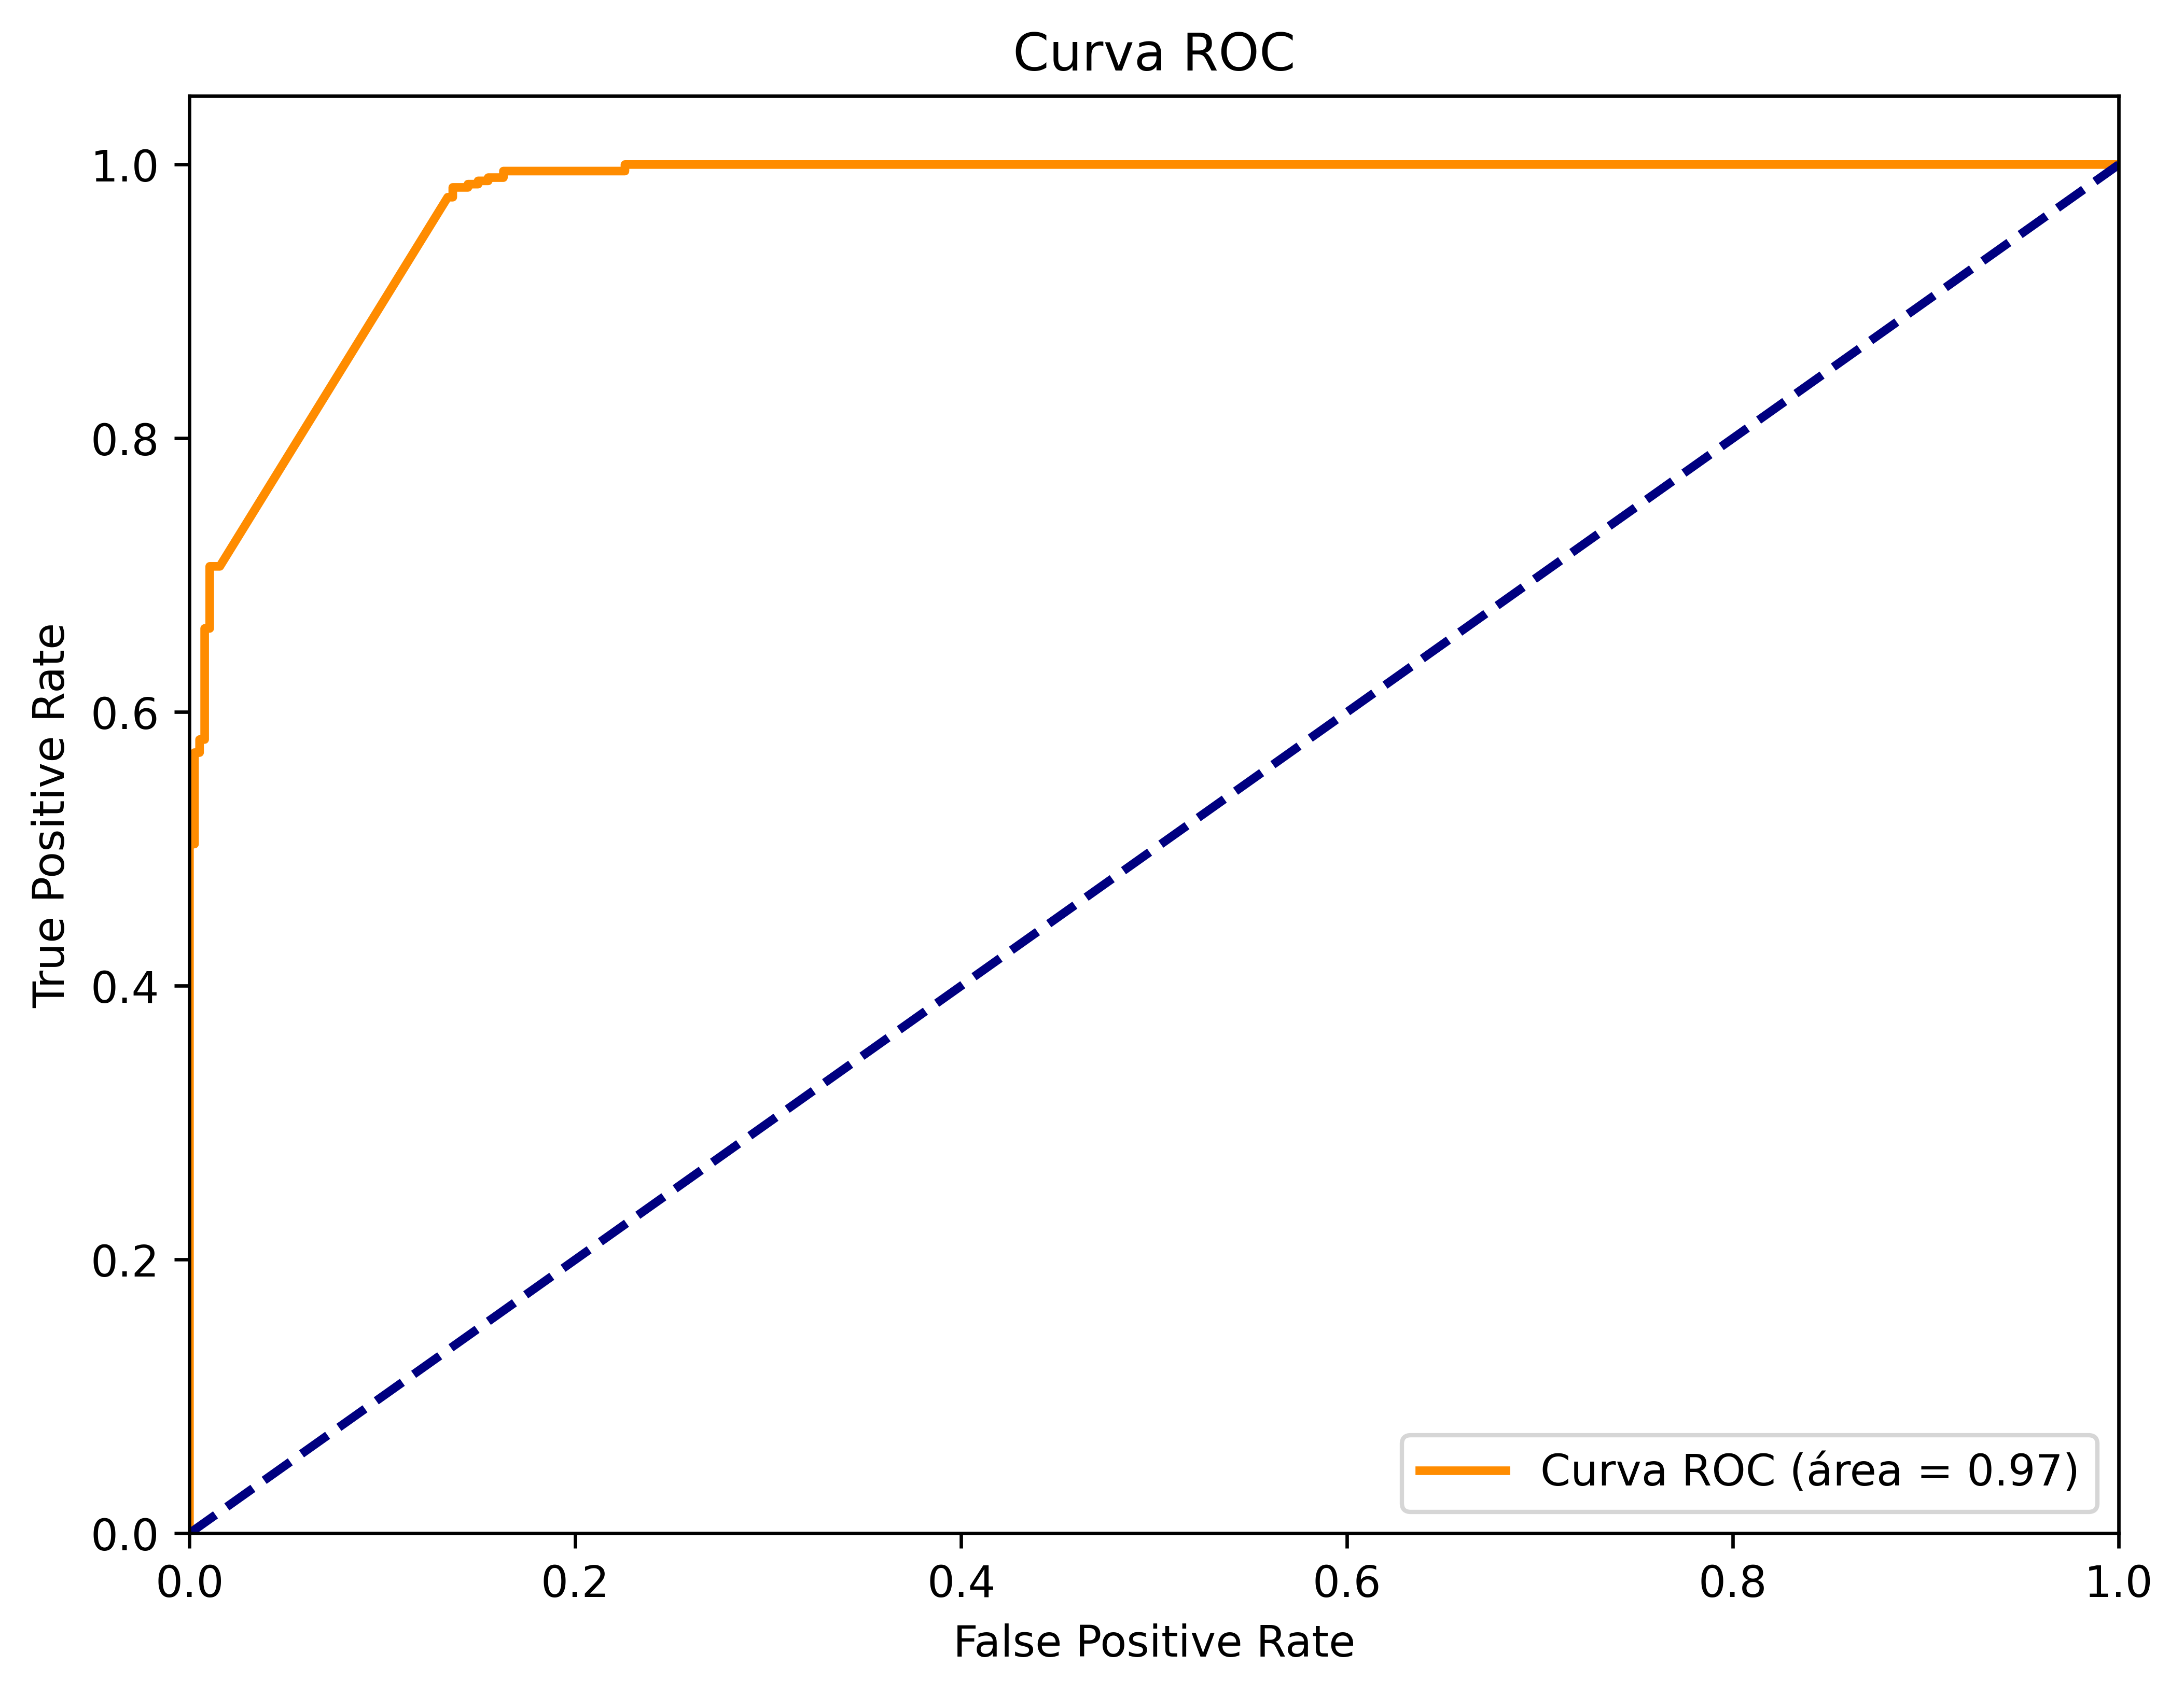 Curva ROC
True Positive Rate
1.0
0.8
0.6
0.4
0.2
0.0
0.0 0.2 0.4 0.6 0.8 1.0
False Positive Rate
Curva ROC (área = 0.97)